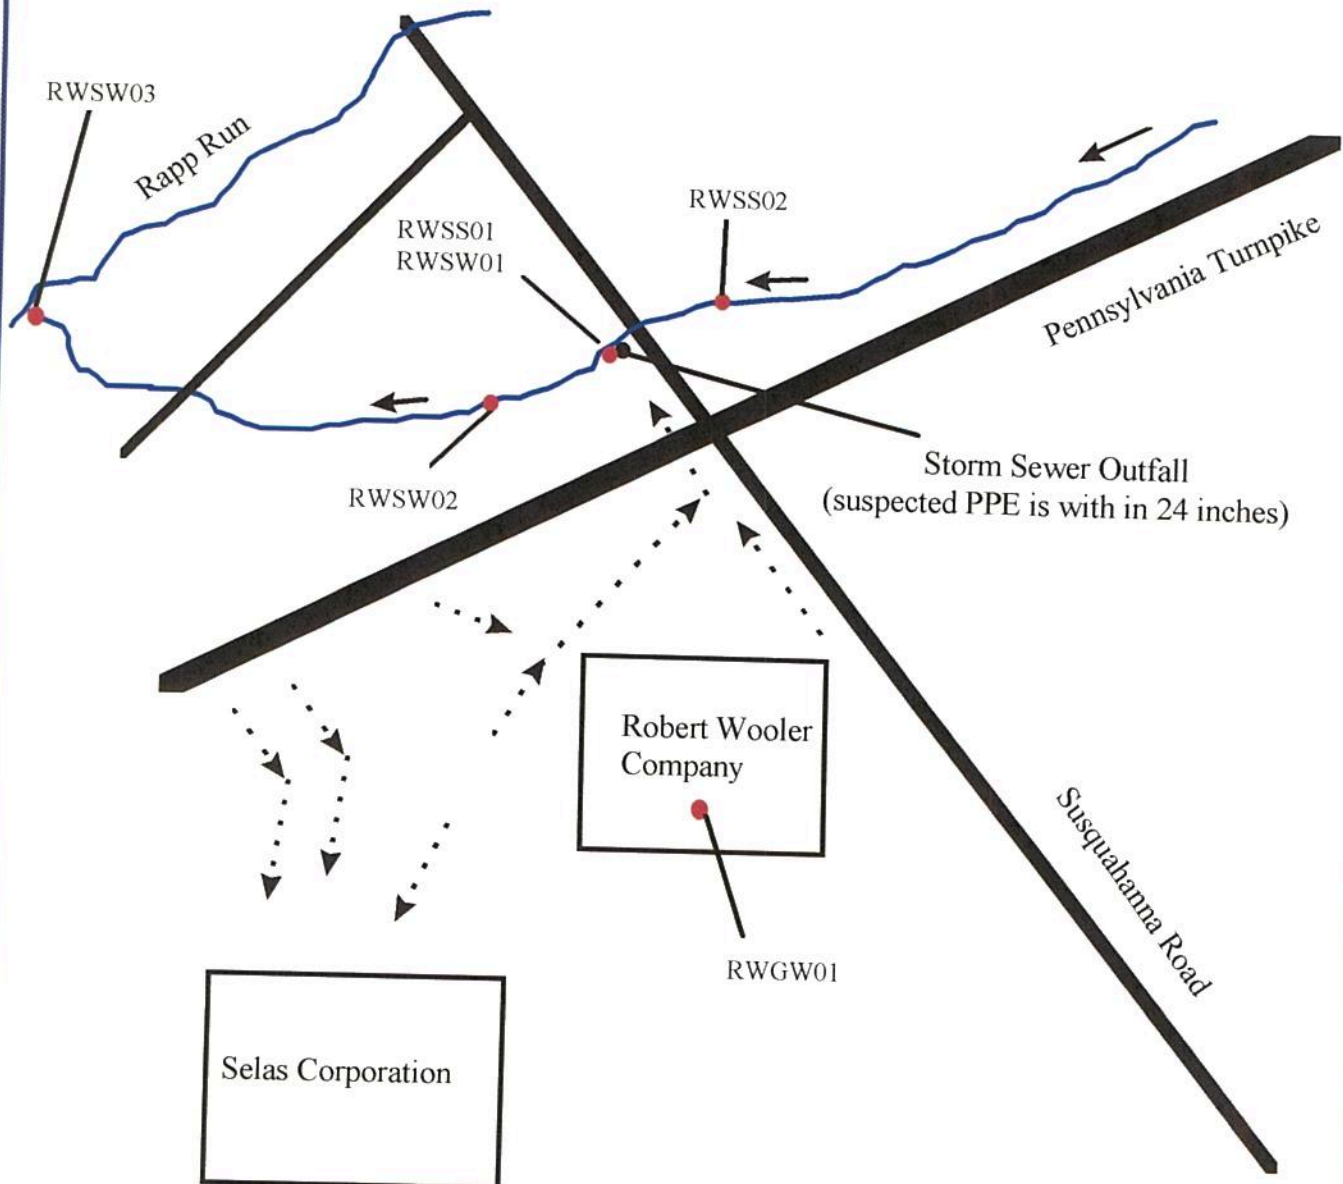 RWSW03
Rapp Run
RWSS02
RWSS01
RWSW01
Pennsylvania Turnpike
Storm Sewer Outfall
(suspected PPE is with in 24 inches)
RWSW02
Robert Wooler
Company
Susquahanna Road
RWGW01
Selas Corporation